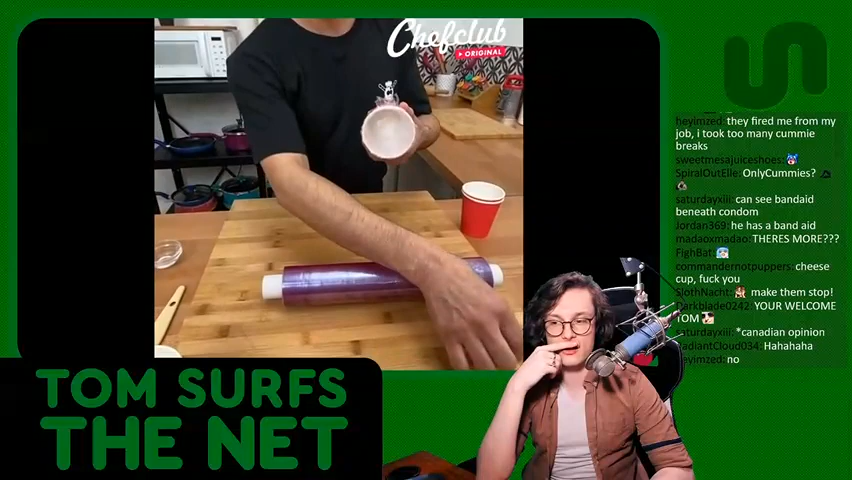 Chefclub
ORIGINAL
heyimzed: they fired me from my
job, i took too many cummie
breaks
sweetmesajuiceshoes:
SpiralOutElle: OnlyCummies?
saturdayxiii: can see bandaid
beneath condom
Jordan369: he has a band aid
madaoxmadao: THERES MORE???
FighBat:
commandernotpuppers: cheese
cup, fuck you
SlothNacht: make them stop!
Darkblade0242: YOUR WELCOME
TOM
saturdayxiii: *canadian opinion
RadiantCloud034: Hahahaha
heyimzed: no
TOM SURFS
THE NET